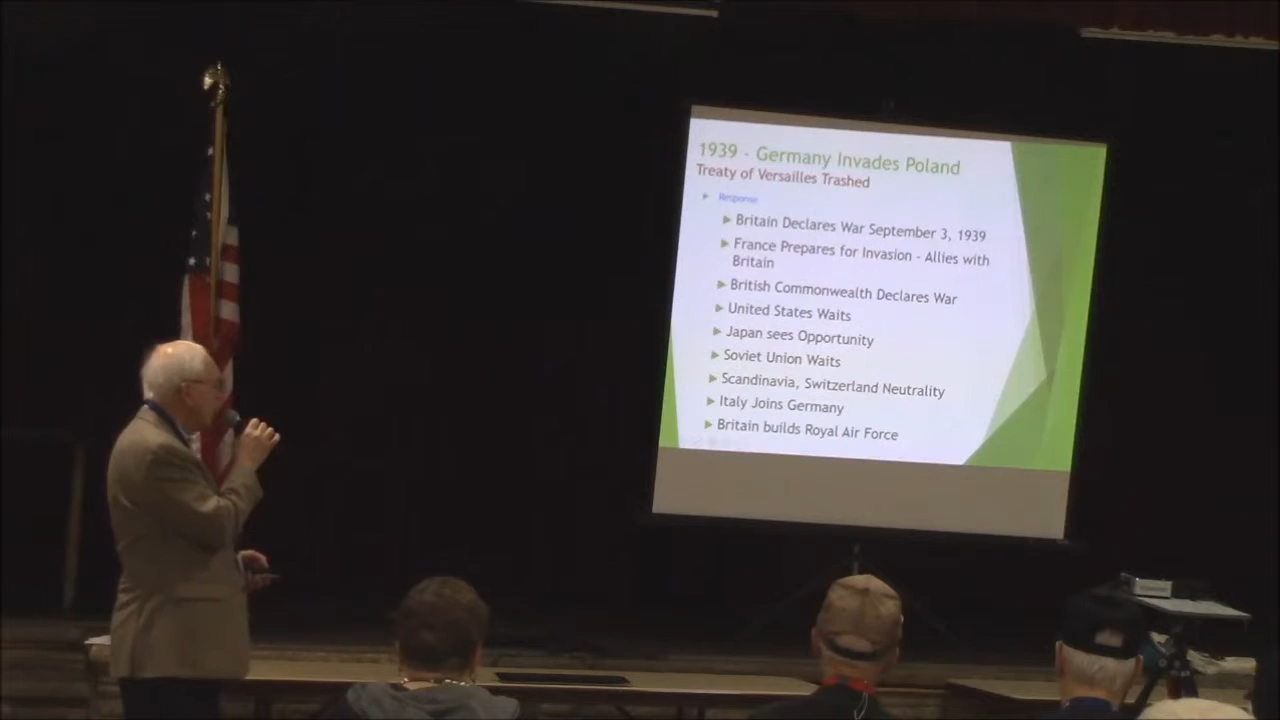 1939 - Germany Invades Poland
Treaty of Versailles Trashed
Response
Britain Declares War September 3, 1939
France Prepares for Invasion - Allies with
Britain
British Commonwealth Declares War
United States Waits
Japan sees Opportunity
Soviet Union Waits
Scandinavia, Switzerland Neutrality
Italy Joins Germany
Britain builds Royal Air Force